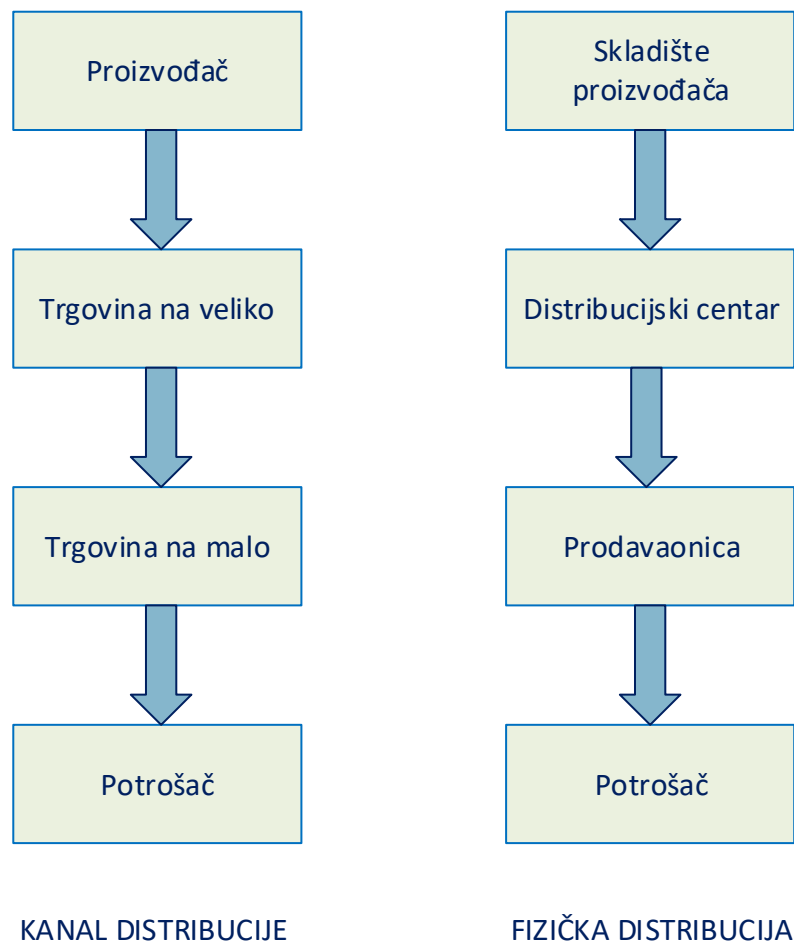 Proizvođač
Trgovina na veliko
Trgovina na malo
Potrošač
KANAL DISTRIBUCIJE
Skladište
proizvođača
Distribucijski centar
Prodavaonica
Potrošač
FIZIČKA DISTRIBUCIJA